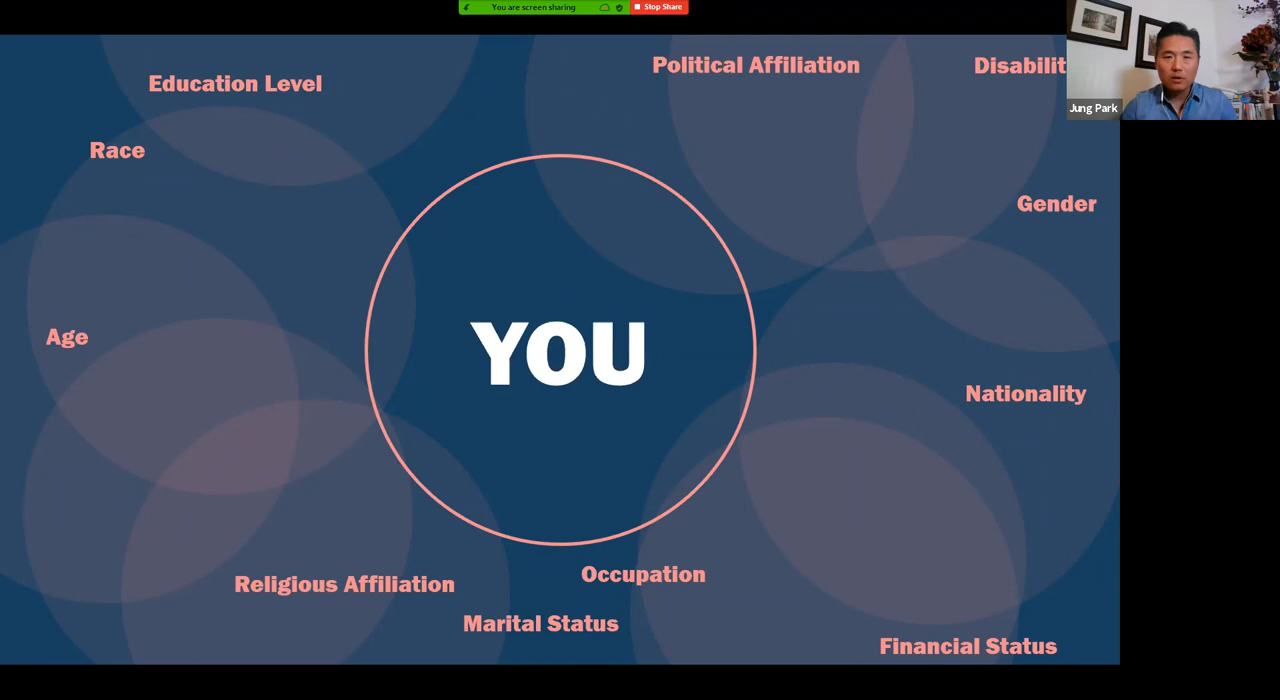 You are screen sharing
Stop Share
Political Affiliation
Disabilit
Education Level
Jung Park
Race
Gender
Age
YOU
Nationality
Religious Affiliation
Occupation
Marital Status
Financial Status